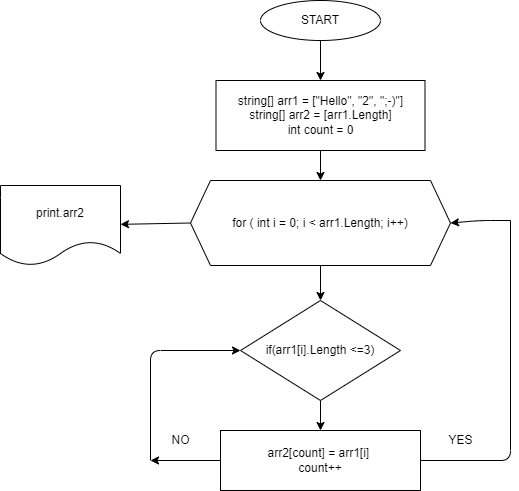 START
string[] arr1 = ["Hello", "2", ";-)"]
string[] arr2 = [arr1.Length]
int count = 0
print.arr2
for ( int i = 0; i < arr1.Length; i++)
if(arr1[i].Length <=3)
NO
YES
arr2[count] = arr1[i]
count++